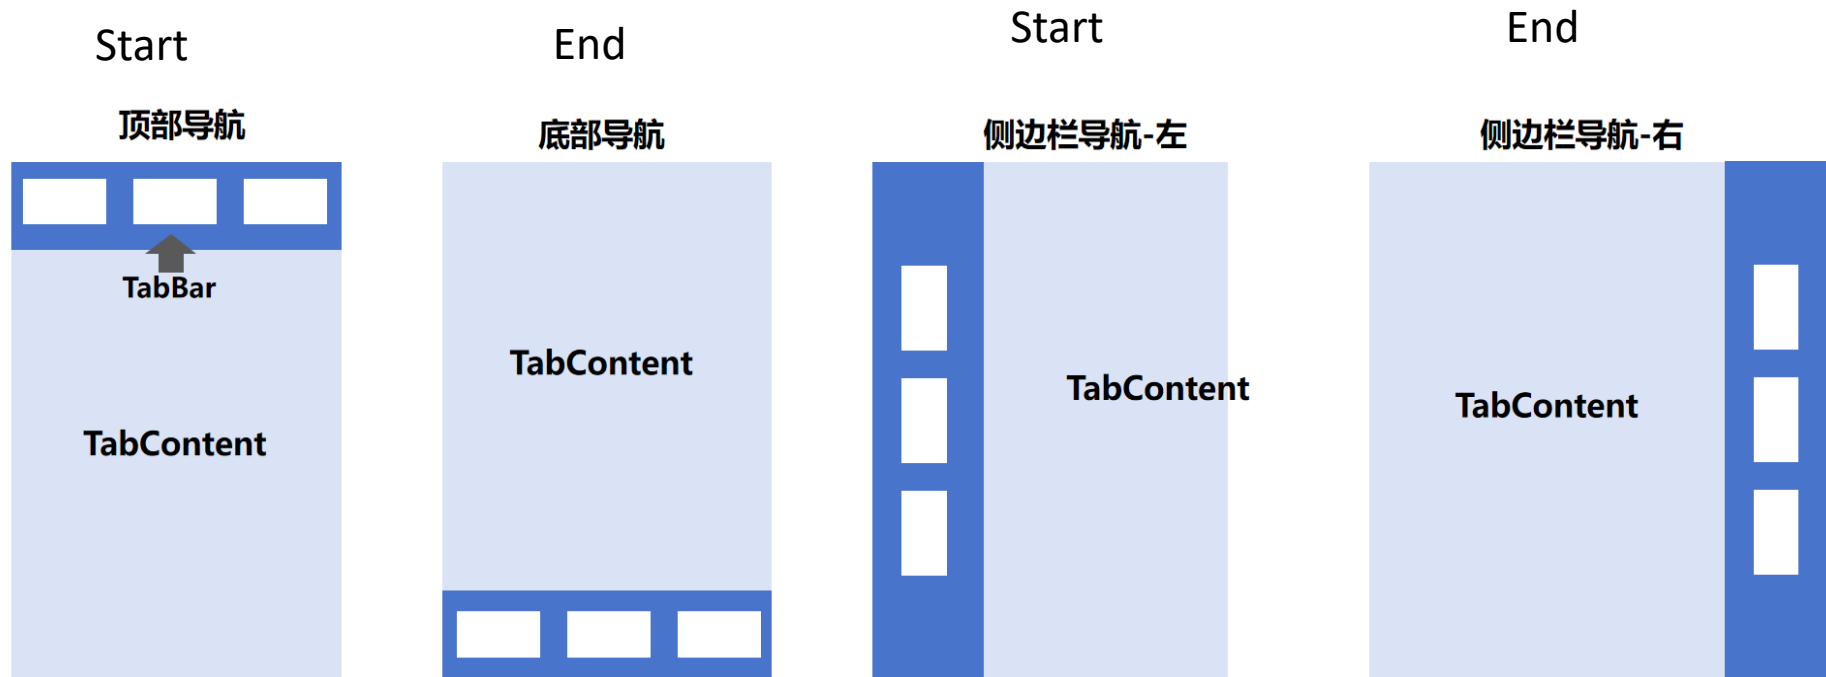 Start
End
Start
End
顶部导航
底部导航
侧边栏导航-左
侧边栏导航-右
TabBar
TabContent
TabContent
TabContent
TabContent